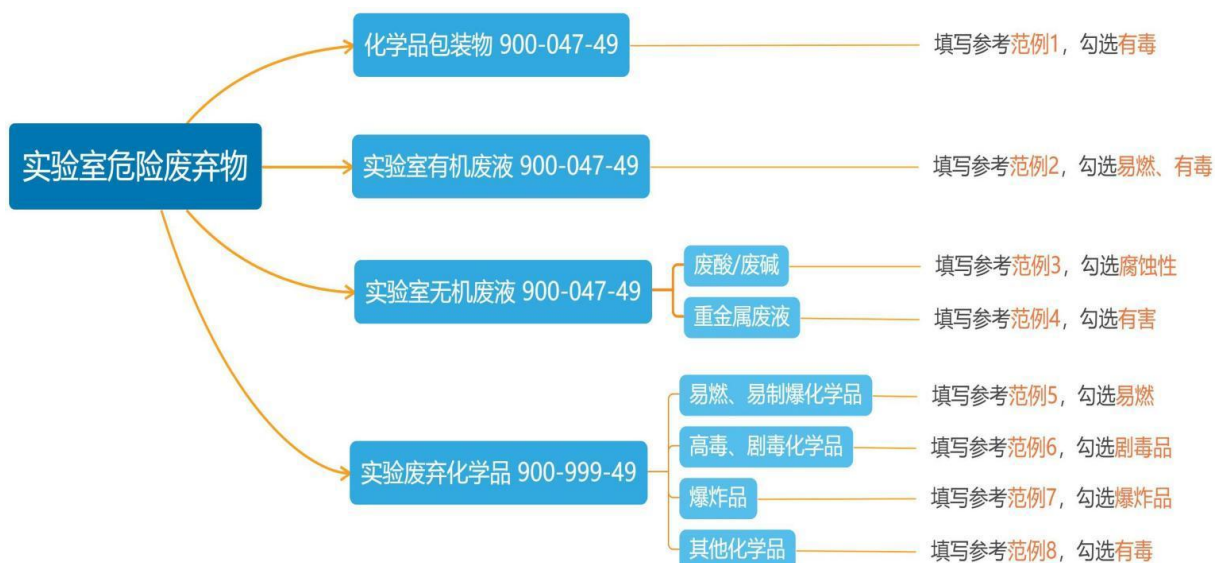 实验室危险废弃物
化学品包装物 900-047-49
填写参考范例1，勾选有毒
实验室有机废液 900-047-49
填写参考范例2，勾选易燃、有毒
实验室无机废液 900-047-49
废酸/废碱
填写参考范例3，勾选腐蚀性
重金属废液
填写参考范例4，勾选有害
实验废弃化学品 900-999-49
易燃、易制爆化学品
填写参考范例5，勾选易燃
高毒、剧毒化学品
填写参考范例6，勾选剧毒品
爆炸品
填写参考范例7，勾选爆炸品
其他化学品
填写参考范例8，勾选有毒